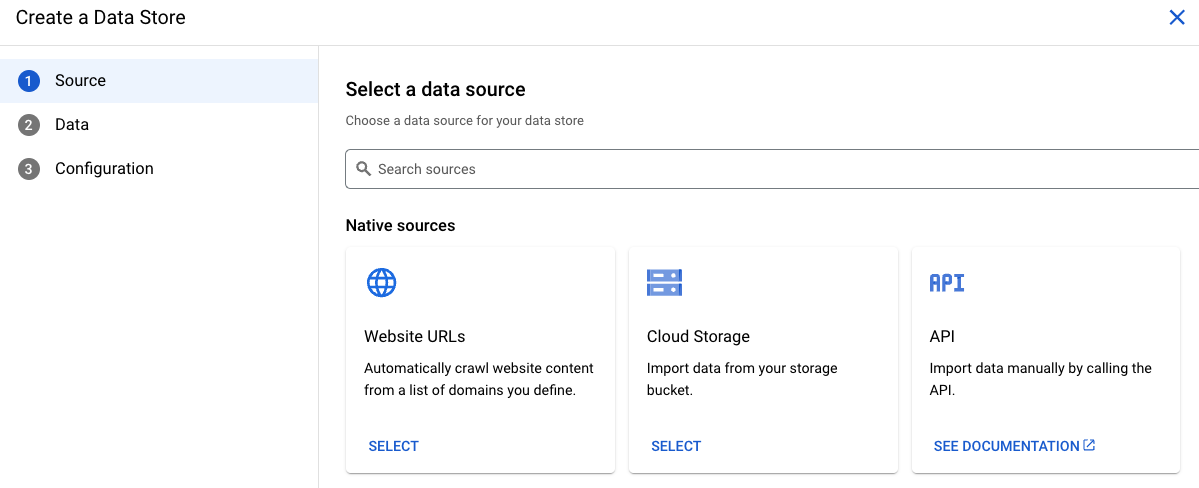 Create a Data Store
1 Source
2 Data
3 Configuration
Select a data source
Choose a data source for your data store
Search sources
Native sources
Website URLs
Automatically crawl website content
from a list of domains you define.
SELECT
Cloud Storage
Import data from your storage
bucket.
SELECT
API
API
Import data manually by calling the
API.
SEE DOCUMENTATION